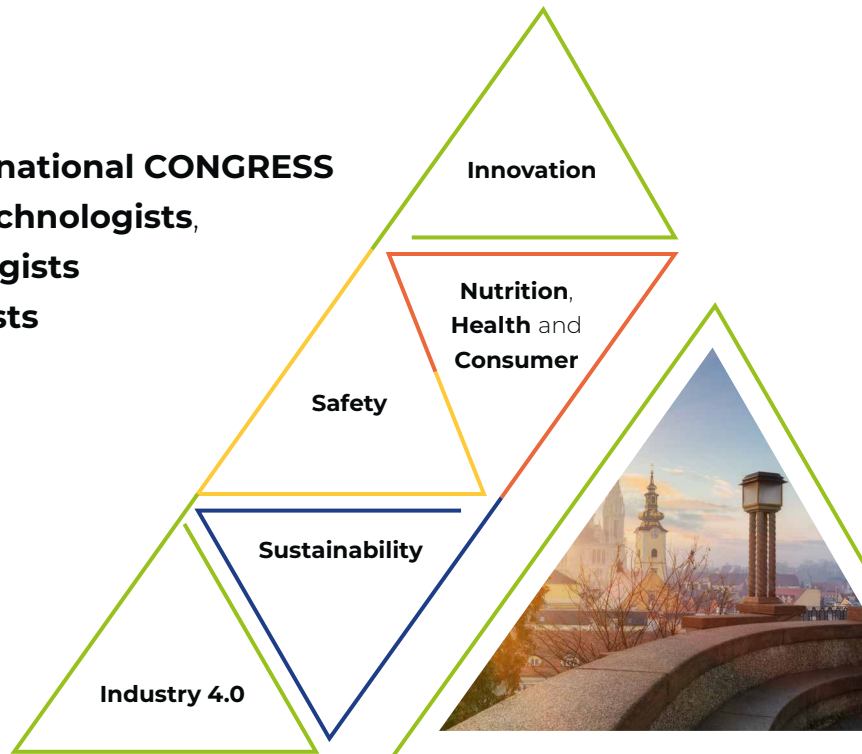 national CONGRESS
chnologists,
gists
sts
Innovation
Nutrition,
Health and
Consumer
Safety
Sustainability
Industry 4.0